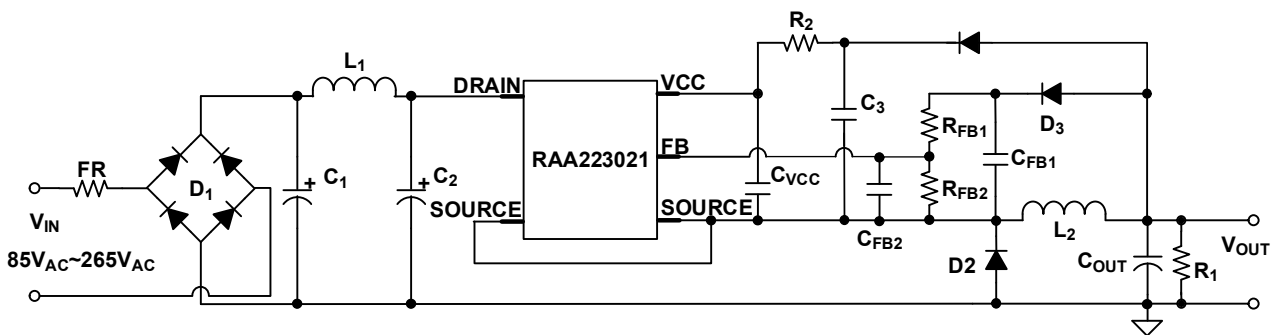 R2
L1
DRAIN
VCC
C3
D3
RFB1
RAA223021
FB
CFB1
FR
D1
+
C1
+
C2
CVCC
RFB2
SOURCE
SOURCE
VIN
CFB2
L2
VOUT
85VAC~265VAC
D2
COUT
R1